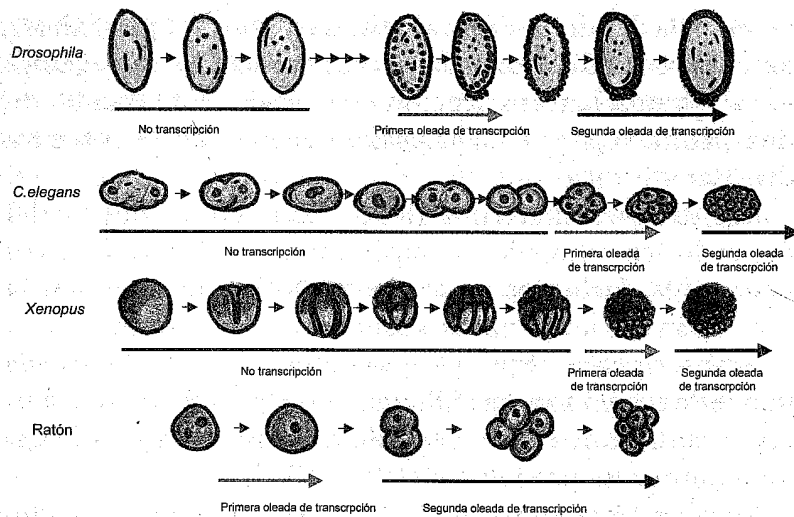 Drosophila
No transcripción
Primera oleada de transcrpción
Segunda oleada de transcripción
C.elegans
No transcripción
Primera oleada
de transcrpción
Segunda oleada
de transcripción
Xenopus
No transcripción
Primera oleada
de transcrpción
Segunda oleada
de transcripción
Ratón
Primera oleada de transcrpción
Segunda oleada de transcripción